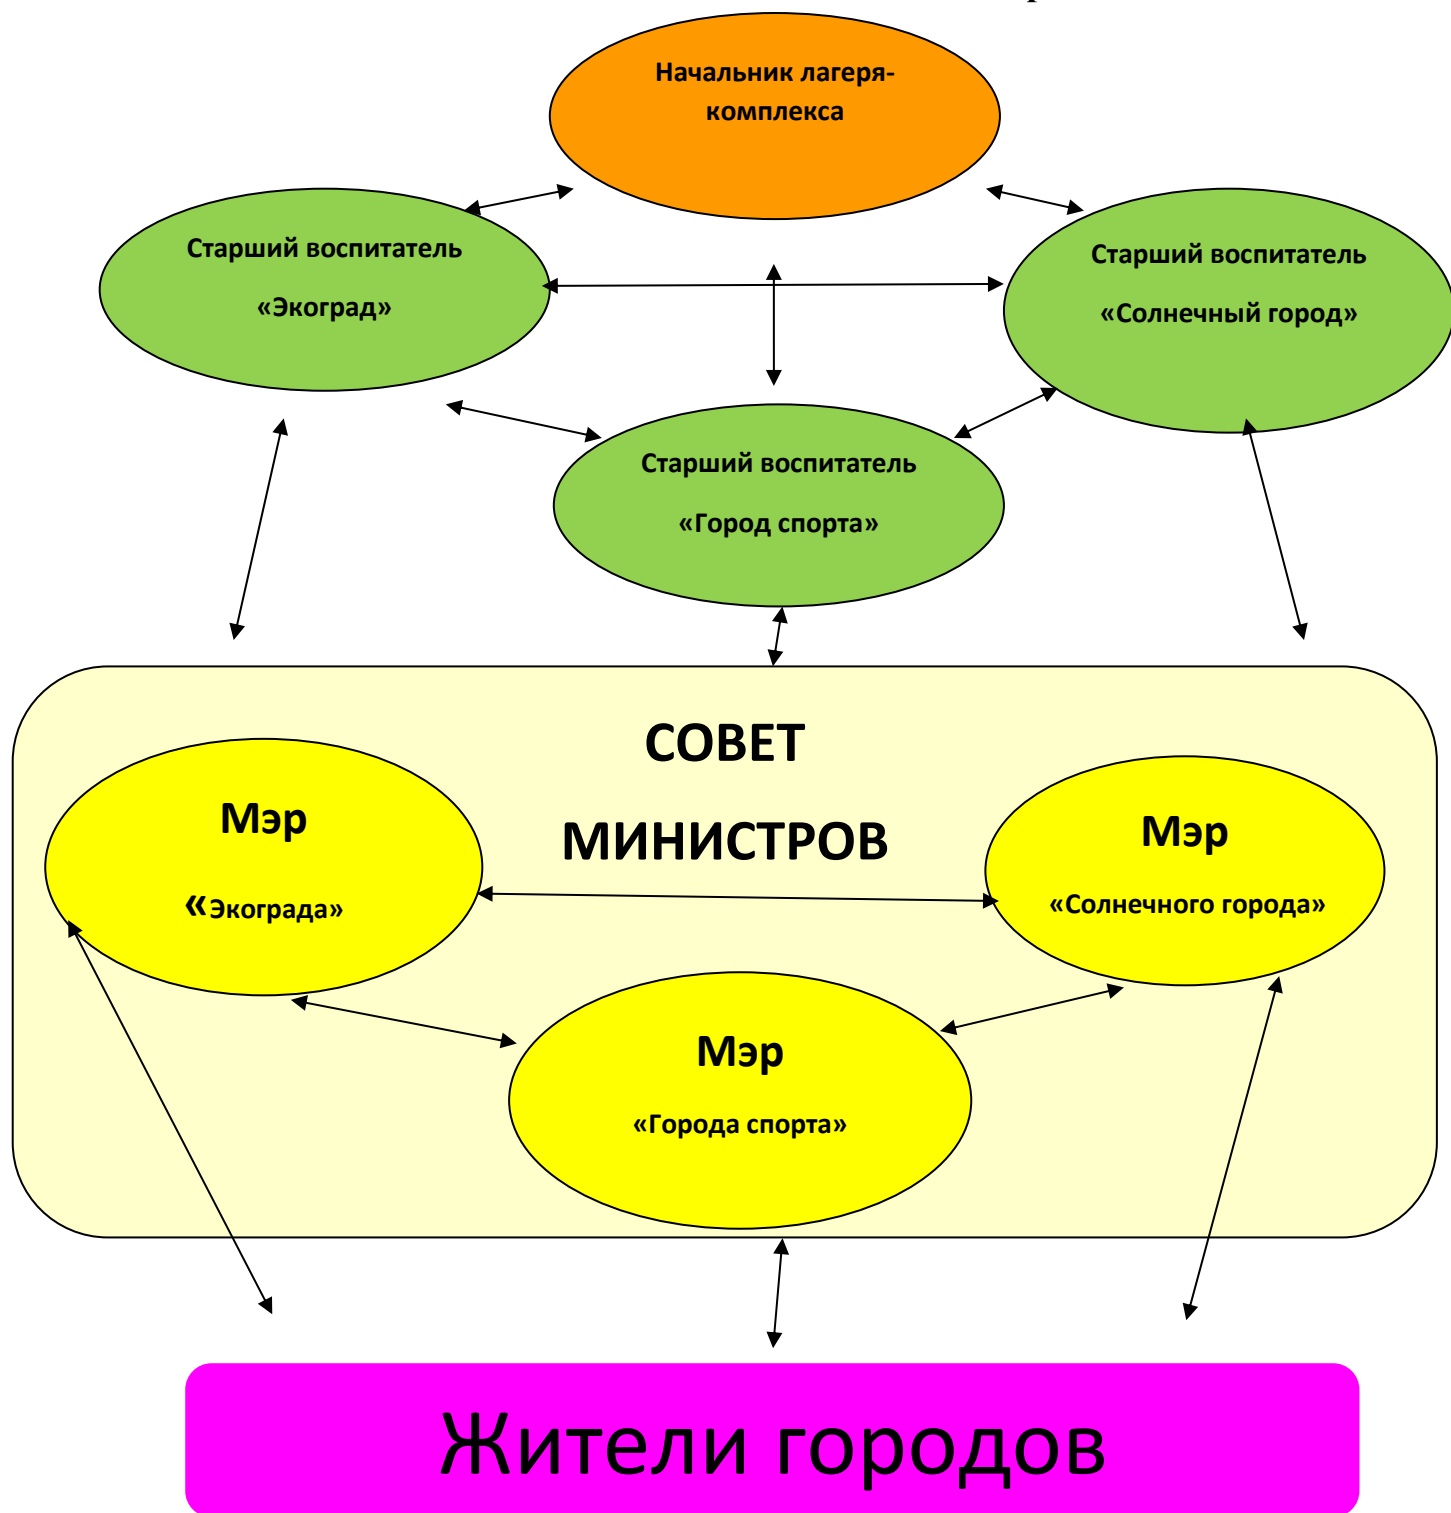 Начальник лагеря-
комплекса
Старший воспитатель
«Экоград»
Старший воспитатель
«Солнечный город»
Старший воспитатель
«Город спорта»
СОВЕТ
МИНИСТРОВ
Мэр
«Экограда»
Мэр
«Солнечного города»
Мэр
«Города спорта»
Жители городов